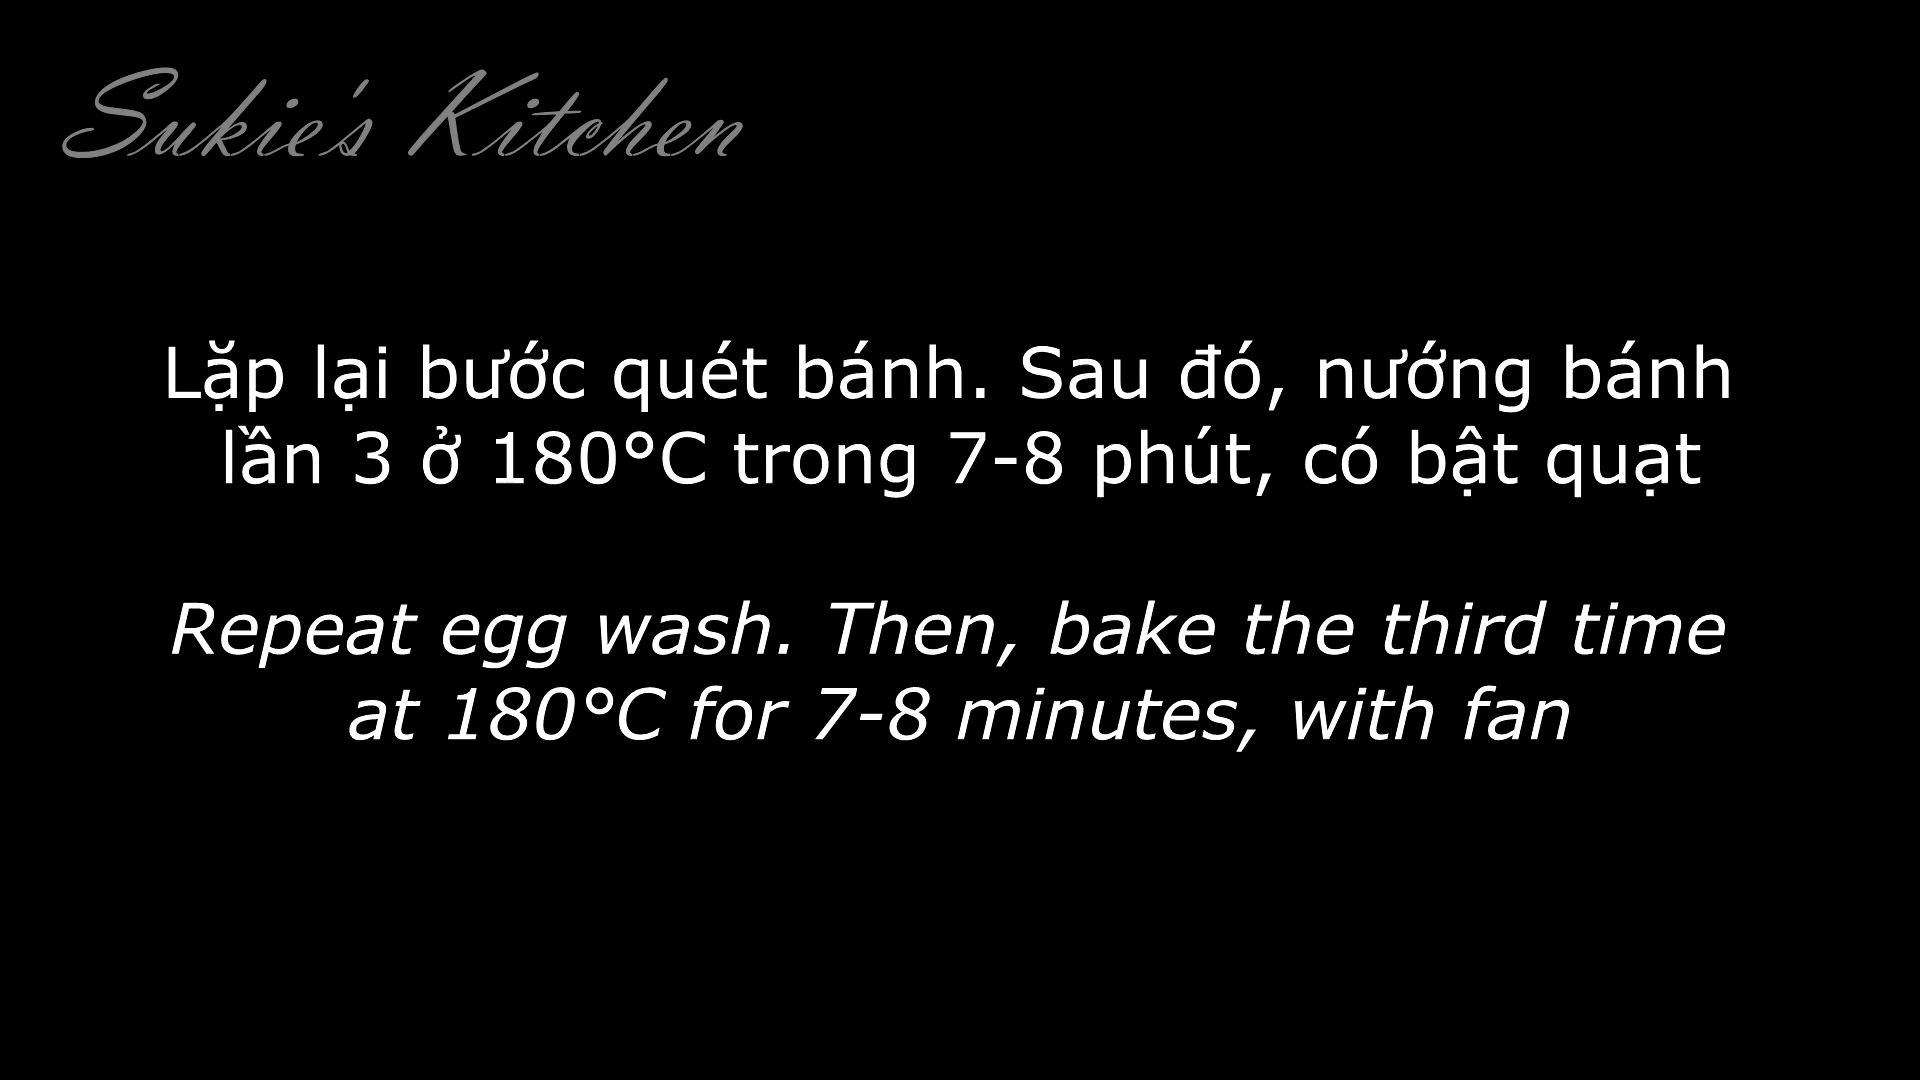 Sukie's Kitchen
Lặp lại bước quét bánh. Sau đó, nướng bánh
lần 3 ở 180°C trong 7-8 phút, có bật quạt
Repeat egg wash. Then, bake the third time
at 180°C for 7-8 minutes, with fan